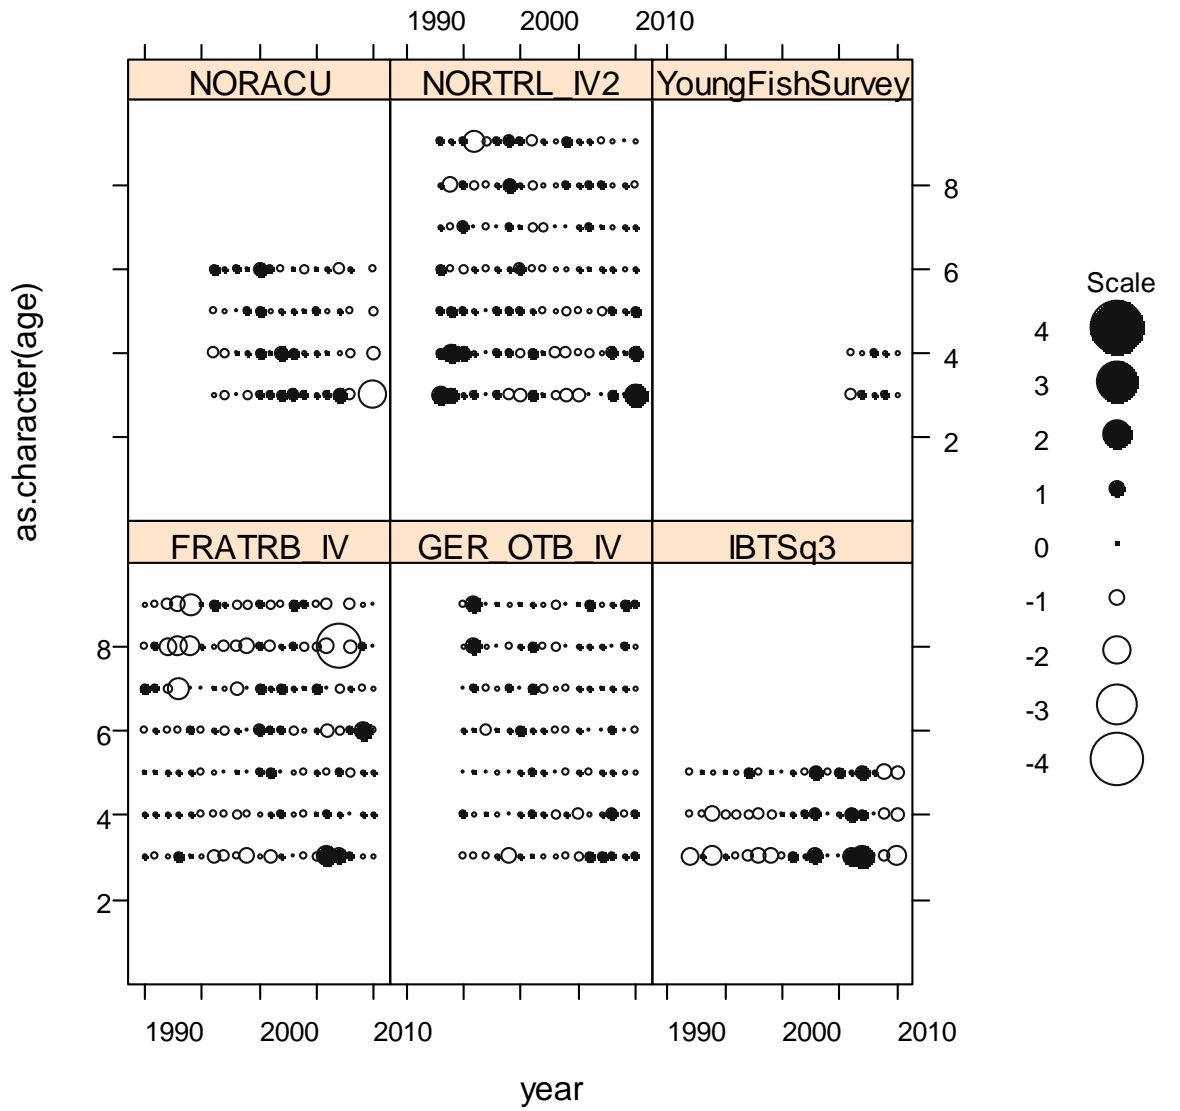 1990 2000 2010
NORACU NORTRL_IV2 YoungFishSurvey
8
6
4
2
as.character(age)
FRATRB_IV GER_OTB_IV IBTSq3
8
6
4
2
1990 2000 2010 1990 2000 2010
year
Scale
4
3
2
1
0
-1
-2
-3
-4